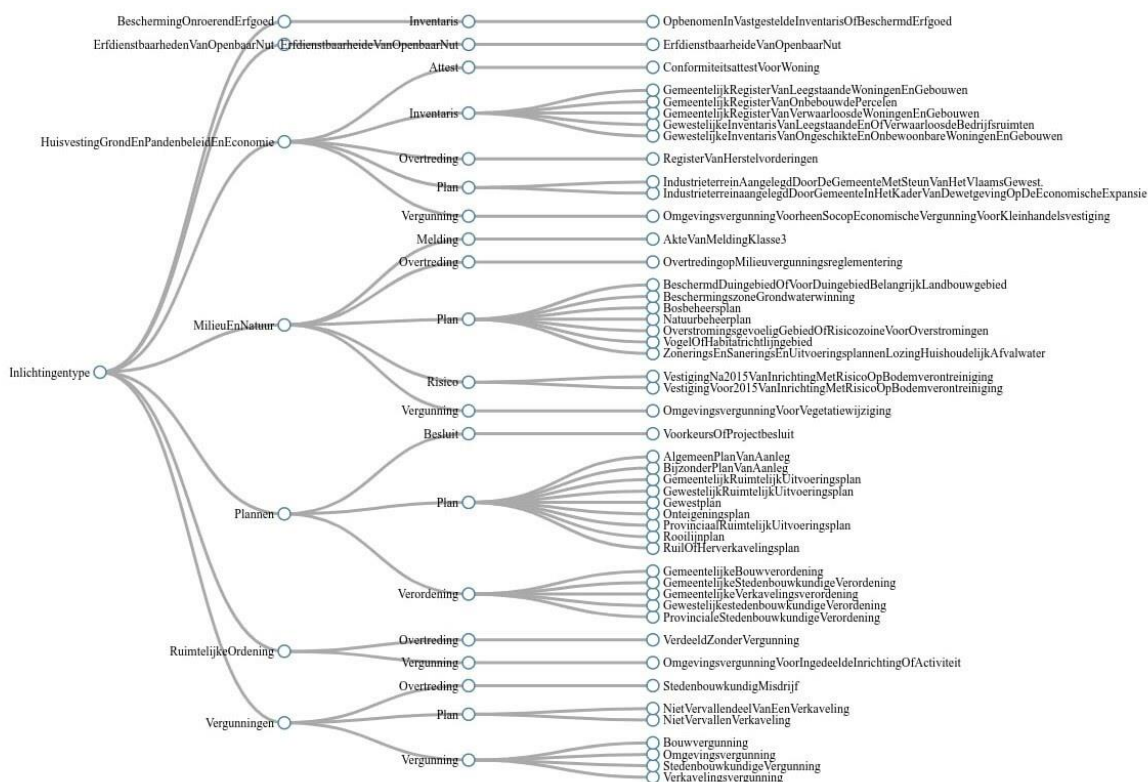 BeschermingOnroerendErfgoed
Inventaris
OpbenomenInVastgesteldeInventarisOfBeschermdErfgoed
ErfdienstbaarhedenVanOpenbaarNut
ErfdienstbaarheideVanOpenbaarNut
ErfdienstbaarheideVanOpenbaarNut
Attest
ConformiteitsattestVoorWoning
HuisvestingGrondEnPandenbeleidEnEconomie
Inventaris
GemeentelijkRegisterVanLeegstaandeWoningenEnGebouwen
GemeentelijkRegisterVanOnbebouwdePercelen
GemeentelijkRegisterVanVerwaarloosdeWoningenEnGebouwen
GewestelijkeInventarisVanLeegstaandeEnOfVerwaarloosdeBedrijfsruimten
GewestelijkeInventarisVanOngeschikteEnOnbewoonbareWoningenEnGebouwen
Overtreding
RegisterVanHerstelvorderingen
Plan
IndustrieterreinAangelegdDoorDeGemeenteMetSteunVanHetVlaamsGewest.
IndustrieterreinaangelegdDoorGemeenteInHetKaderVanDewetgevingOpDeEconomischeExpansie
Vergunning
OmgevingsvergunningVoorheenSocopEconomischeVergunningVoorKleinhandelsvestiging
Melding
AkteVanMeldingKlasse3
Overtreding
OvertredingopMilieuvergunningsreglementering
MilieuEnNatuur
Plan
BeschermdDuingebiedOfVoorDuingebiedBelangrijkLandbouwgebied
BeschermingszoneGrondwaterwinning
Bosbeheersplan
Natuurbeheerplan
OverstromingsgevoeligGebiedOfRisicozoineVoorOverstromingen
VogelOfHabitatrichtlijngebied
ZoneringsEnSaneringsEnUitvoeringsplannenLozingHuishoudelijkAfvalwater
Inlichtingentype
Risico
VestigingNa2015VanInrichtingMetRisicoOpBodemverontreiniging
VestigingVoor2015VanInrichtingMetRisicoOpBodemverontreiniging
Vergunning
OmgevingsvergunningVoorVegetatiewijziging
Besluit
VoorkeursOfProjectbesluit
Plannen
Plan
AlgemeenPlanVanAanleg
BijzonderPlanVanAanleg
GemeentelijkRuimtelijkUitvoeringsplan
GewestelijkRuimtelijkUitvoeringsplan
Gewestplan
Onteigeningsplan
ProvinciaalRuimtelijkUitvoeringsplan
Rooilijnplan
RuilOfHerverkavelingsplan
Verordening
GemeentelijkeBouwverordening
GemeentelijkeStedenbouwkundigeVerordening
GemeentelijkeVerkavelingsverordening
GewestelijkestedenbouwkundigeVerordening
ProvincialeStedenbouwkundigeVerordening
RuimtelijkeOrdening
Overtreding
VerdeeldZonderVergunning
Vergunning
OmgevingsvergunningVoorIngedeeldeInrichtingOfActiviteit
Overtreding
StedenbouwkundigMisdrijf
Vergunningen
Plan
NietVervallendeelVanEenVerkaveling
NietVervallenVerkaveling
Vergunning
Bouwvergunning
Omgevingsvergunning
StedenbouwkundigeVergunning
Verkavelingsvergunning